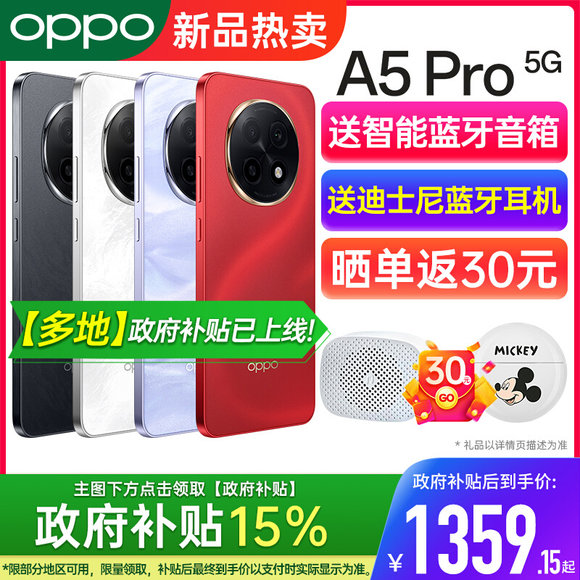 oppo 新品热卖
A5 Pro 5G
送智能蓝牙音箱
送迪士尼蓝牙耳机
晒单返30元
【多地】政府补贴已上线!
oppo
30元
GO
MICKEY
*礼品以详情页描述为准
主图下方点击领取【政府补贴】
政府补贴15%
*限部分地区可用,限量领取,补贴后最终到手价以支付时实际显示为准。
政府补贴后到手价:
¥1359.15起